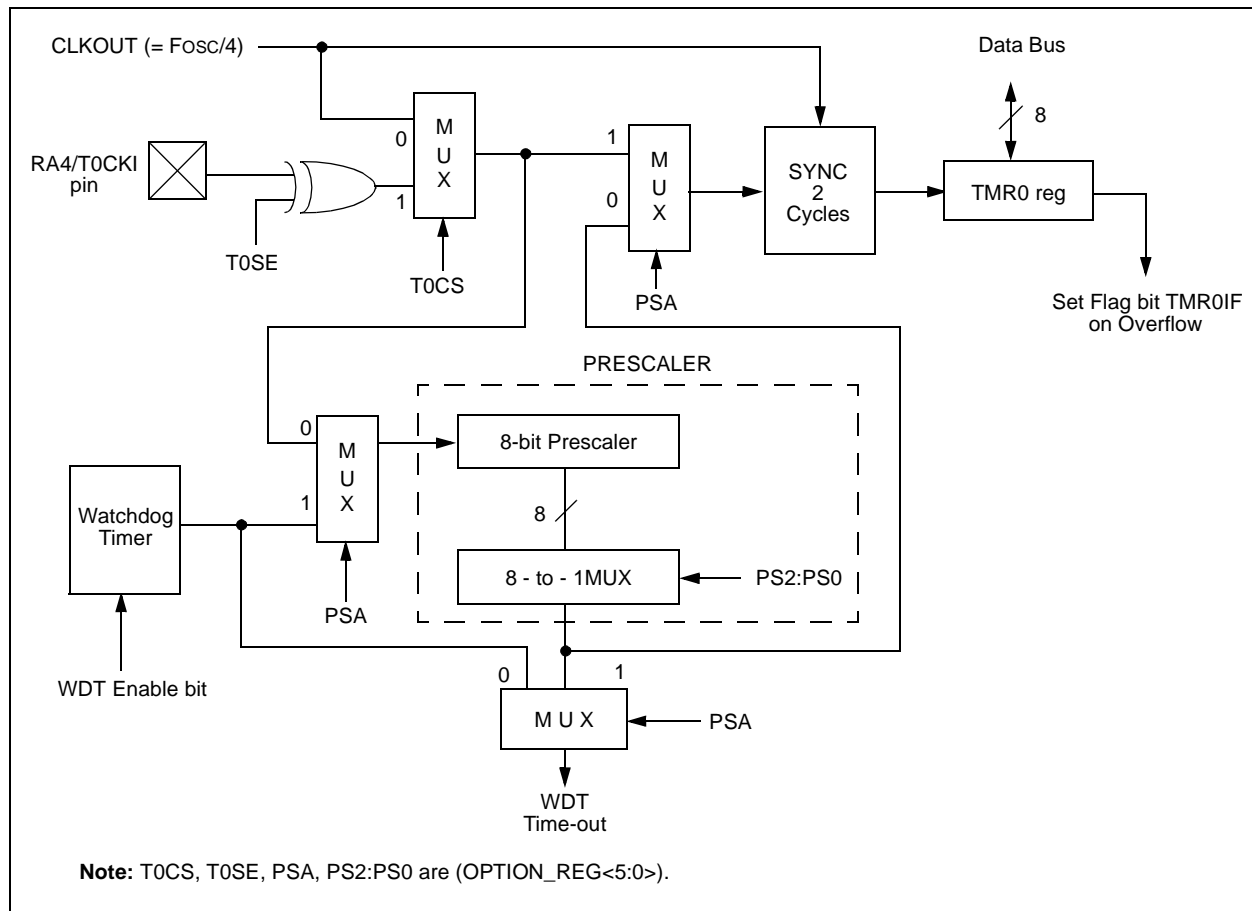 CLKOUT (= FOSC/4)
Data Bus
8
RA4/T0CKI
pin
T0SE
0
1
M
U
X
T0CS
1
0
M
U
X
PSA
SYNC
2
Cycles
TMR0 reg
Set Flag bit TMR0IF
on Overflow
PRESCALER
0
1
M
U
X
PSA
8-bit Prescaler
8
8 - to - 1MUX
PS2:PS0
Watchdog
Timer
WDT Enable bit
0
1
M U X
PSA
WDT
Time-out
Note: T0CS, T0SE, PSA, PS2:PS0 are (OPTION_REG<5:0>).